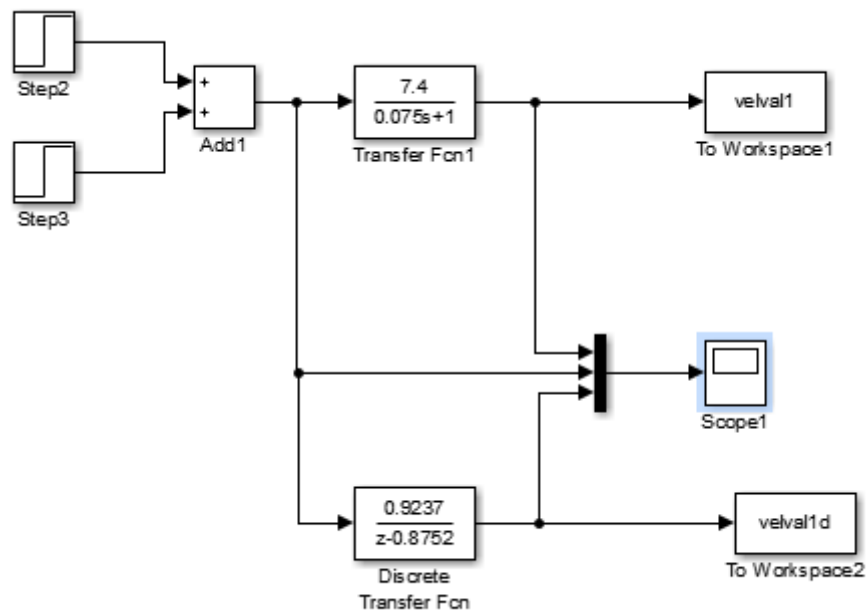 Step2
+
+
Add1
Step3
7.4
0.075s+1
Transfer Fcn1
velval1
To Workspace1
Scope1
0.9237
z-0.8752
Discrete
Transfer Fcn
velval1d
To Workspace2